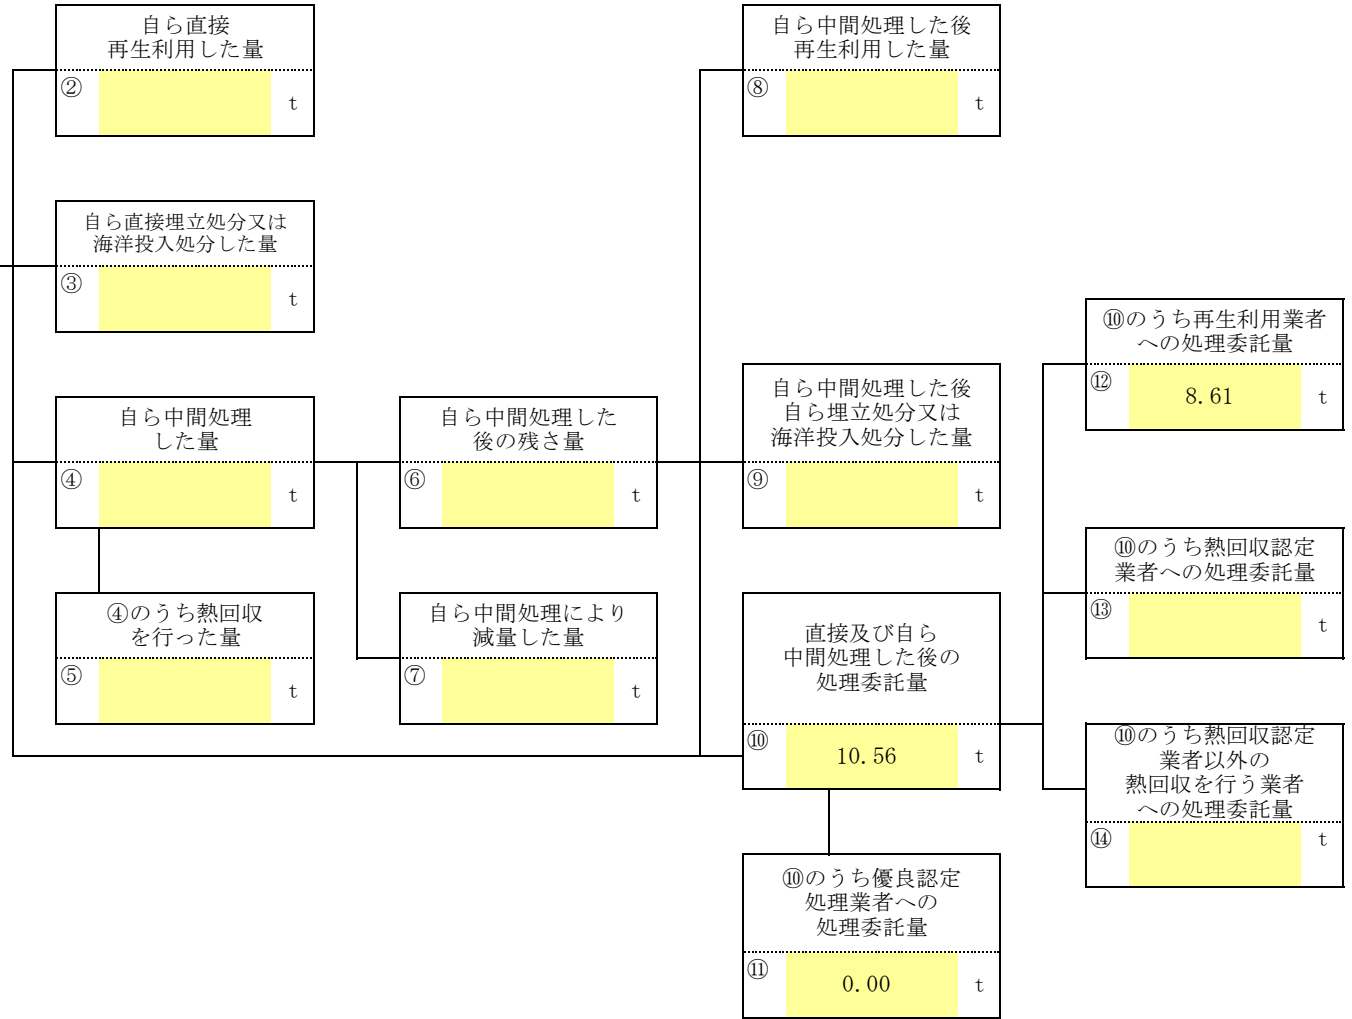 自ら直接
再生利用した量
②
t
自ら中間処理した後
再生利用した量
⑧
t
自ら直接埋立処分又は
海洋投入処分した量
③
t
⑩のうち再生利用業者
への処理委託量
⑫
8.61
t
自ら中間処理
した量
④
t
自ら中間処理した
後の残さ量
⑥
t
自ら中間処理した後
自ら埋立処分又は
海洋投入処分した量
⑨
t
⑩のうち熱回収認定
業者への処理委託量
⑬
t
④のうち熱回収
を行った量
⑤
t
自ら中間処理により
減量した量
⑦
t
直接及び自ら
中間処理した後の
処理委託量
⑩
10.56
t
⑩のうち熱回収認定
業者以外の
熱回収を行う業者
への処理委託量
⑭
t
⑩のうち優良認定
処理業者への
処理委託量
⑪
0.00
t